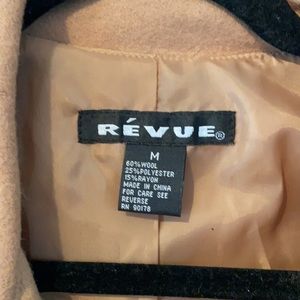 RÉVUE®
M
60%WOOL
25%POLYESTER
15%RAYON
MADE IN CHINA
FOR CARE SEE
REVERSE
RN 90178